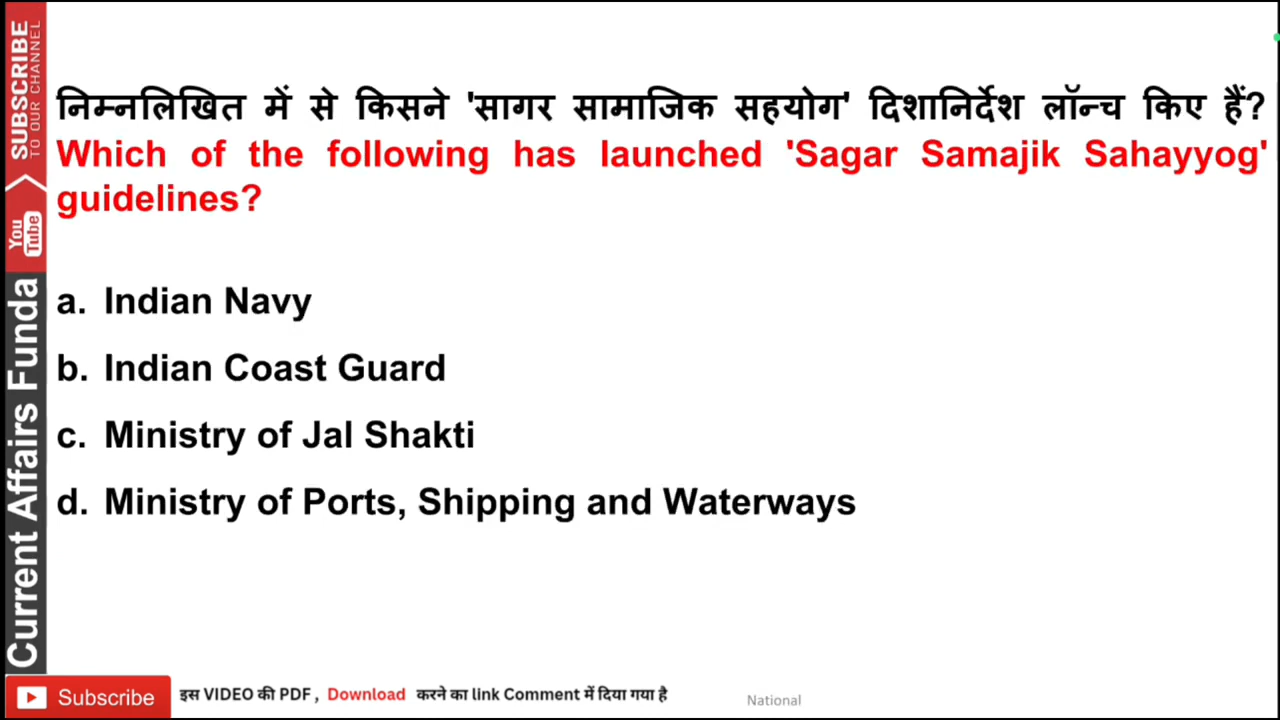 निम्नलिखित में से किसने 'सागर सामाजिक सहयोग' दिशानिर्देश लॉन्च किए हैं?
Which of the following has launched 'Sagar Samajik Sahayyog'
guidelines?
a. Indian Navy
b. Indian Coast Guard
c. Ministry of Jal Shakti
d. Ministry of Ports, Shipping and Waterways
SUBSCRIBE
TO OUR CHANNEL
You
Tube
Current Affairs Funda
Subscribe
इस VIDEO की PDF , Download करने का link Comment में दिया गया है
National